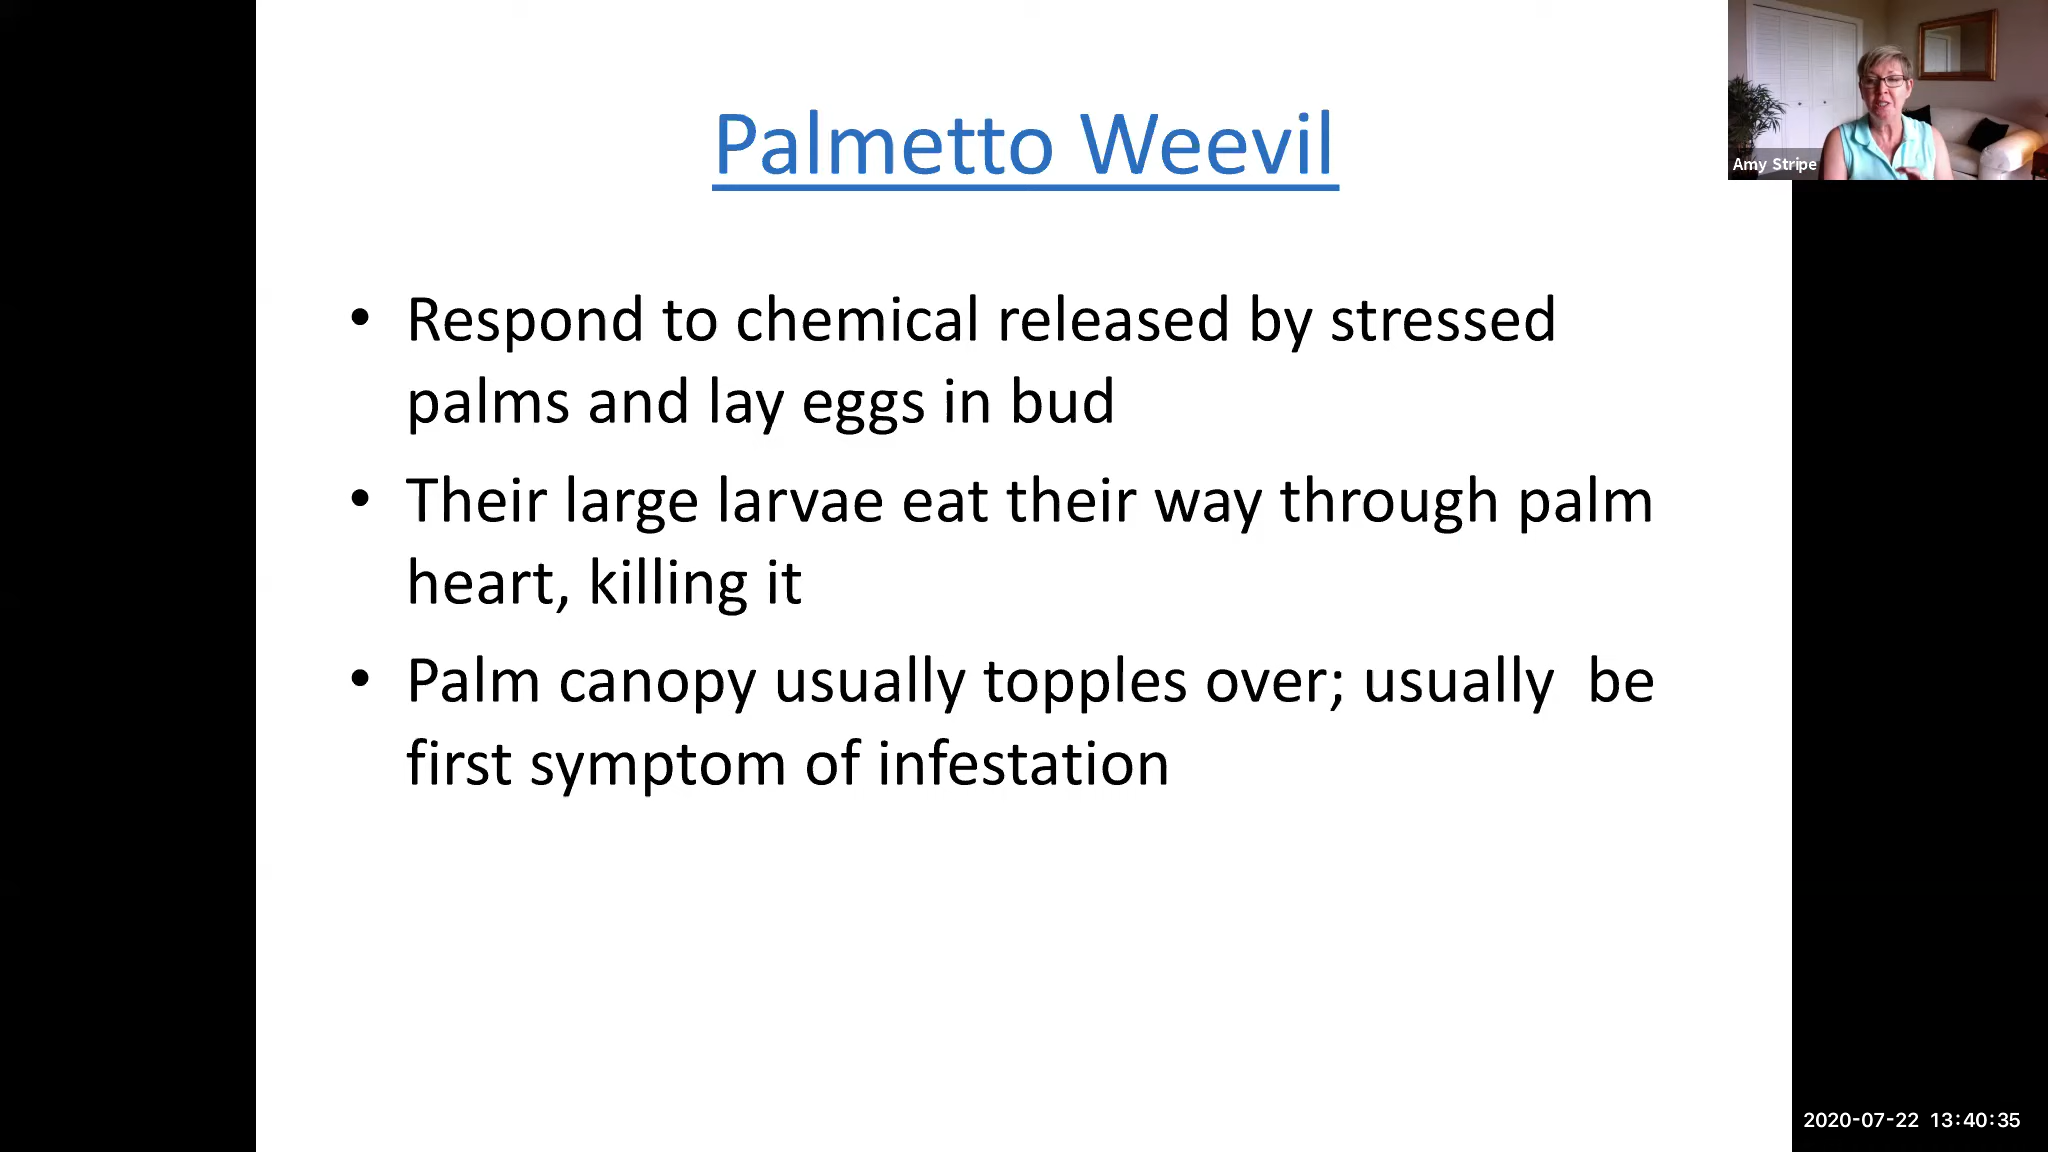 Palmetto Weevil
Amy Stripe
• Respond to chemical released by stressed
palms and lay eggs in bud
• Their large larvae eat their way through palm
heart, killing it
• Palm canopy usually topples over; usually  be
first symptom of infestation
2020-07-22 13:40:35